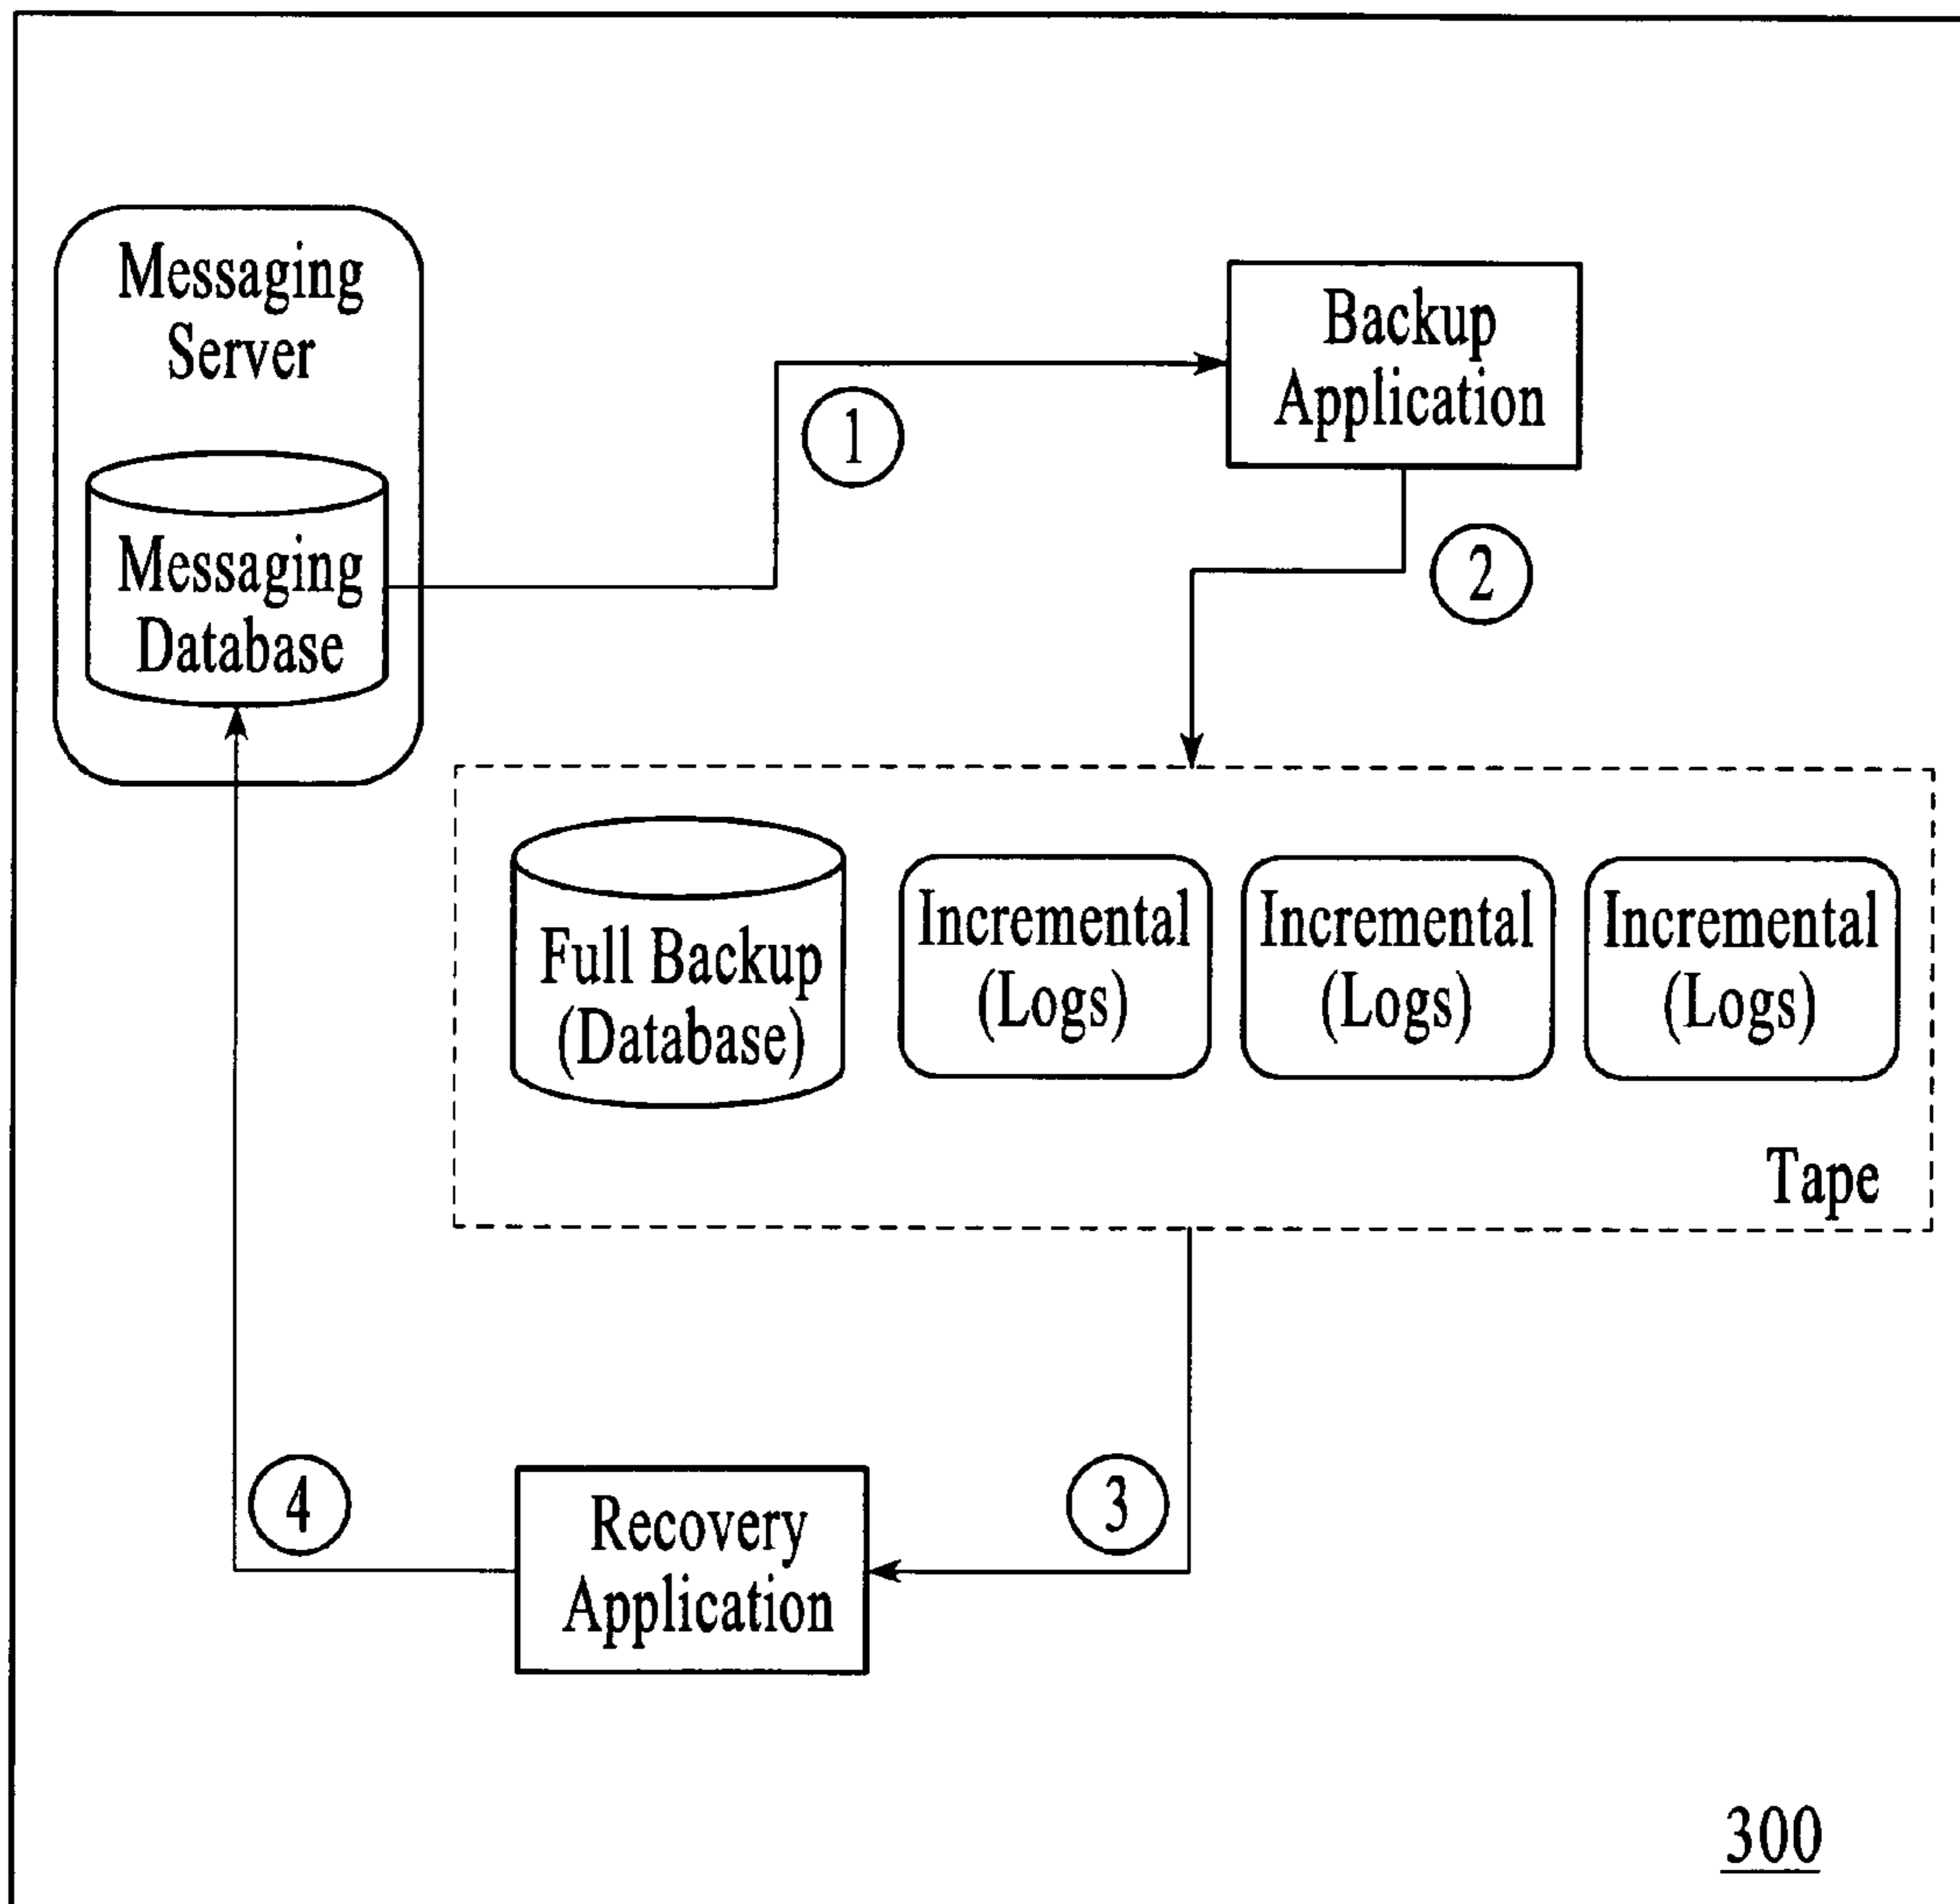 Messaging
Server
Messaging
Database
1
Backup
Application
2
Full Backup
(Database)
Incremental
(Logs)
Incremental
(Logs)
Incremental
(Logs)
Tape
3
Recovery
Application
4
300